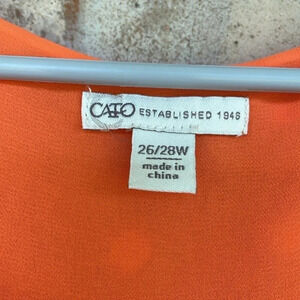 CATO ESTABLISHED 1946
26/28W
made in
china